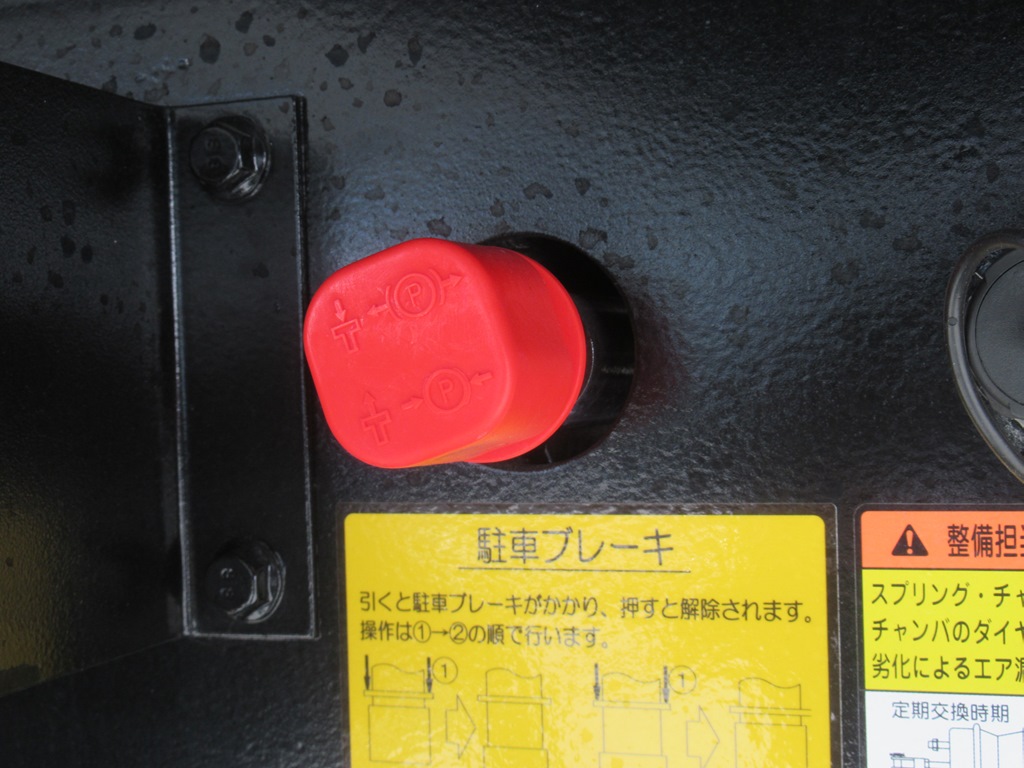 P
P
駐車ブレーキ
引くと駐車ブレーキがかかり、押すと解除されます。
操作は①→②の順で行います。
① ①
整備担
スプリング・チャ
チャンバのダイヤ
劣化によるエア
定期交換時期